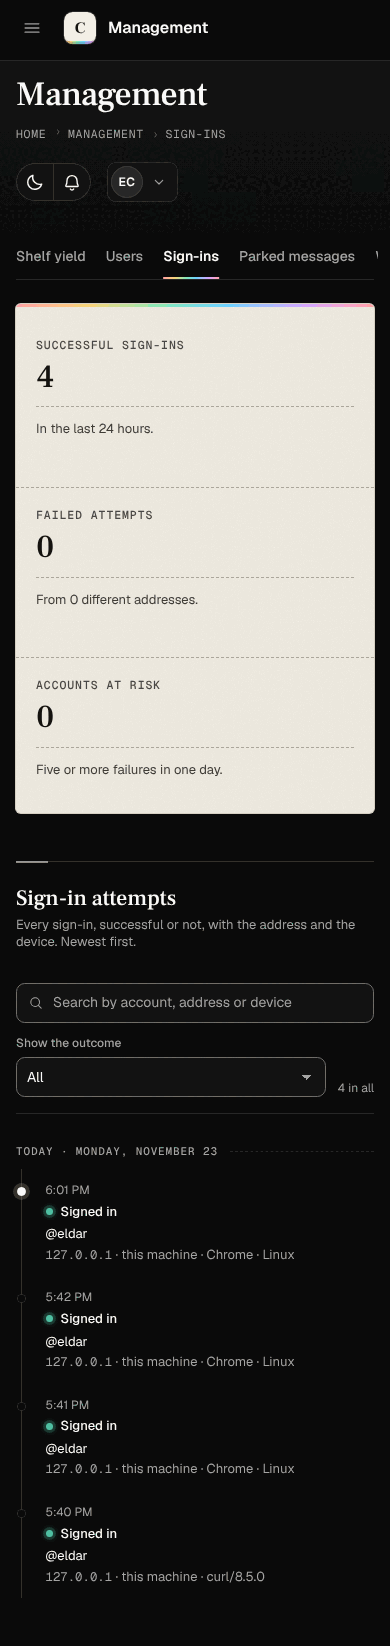 C Management
Management
HOME › MANAGEMENT › SIGN-INS
EC
Shelf yield Users Sign-ins Parked messages
SUCCESSFUL SIGN-INS
4
In the last 24 hours.
FAILED ATTEMPTS
0
From 0 different addresses.
ACCOUNTS AT RISK
0
Five or more failures in one day.
Sign-in attempts
Every sign-in, successful or not, with the address and the
device. Newest first.
Search by account, address or device
Show the outcome
All
4 in all
TODAY · MONDAY, NOVEMBER 23
6:01 PM
Signed in
@eldar
127.0.0.1 · this machine · Chrome · Linux
5:42 PM
Signed in
@eldar
127.0.0.1 · this machine · Chrome · Linux
5:41 PM
Signed in
@eldar
127.0.0.1 · this machine · Chrome · Linux
5:40 PM
Signed in
@eldar
127.0.0.1 · this machine · curl/8.5.0